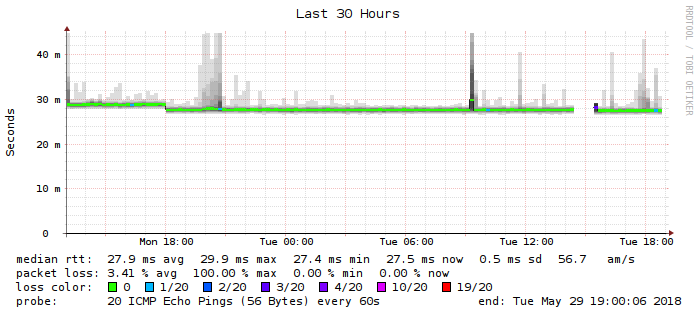 Last 30 Hours
RRDTOOL / TOBI OETIKER
Seconds
40 m
30 m
20 m
10 m
0
Mon 18:00 Tue 00:00 Tue 06:00 Tue 12:00 Tue 18:00
median rtt: 27.9 ms avg 29.9 ms max 27.4 ms min 27.5 ms now 0.5 ms sd 56.7 am/s
packet loss: 3.41 % avg 100.00 % max 0.00 % min 0.00 % now
loss color: 0 1/20 2/20 3/20 4/20 10/20 19/20
probe: 20 ICMP Echo Pings (56 Bytes) every 60s end: Tue May 29 19:00:06 2018